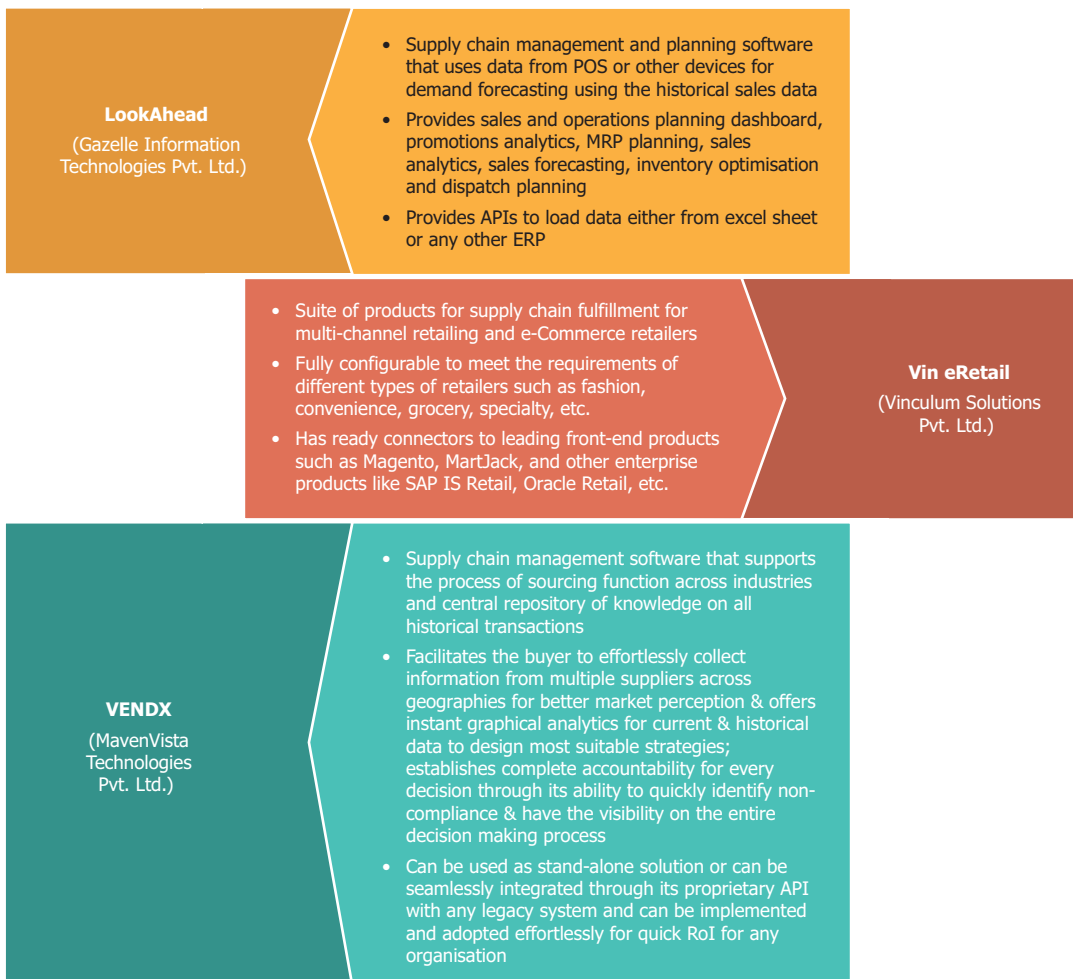 LookAhead
(Gazelle Information
Technologies Pvt. Ltd.)
• Supply chain management and planning software
that uses data from POS or other devices for
demand forecasting using the historical sales data
• Provides sales and operations planning dashboard,
promotions analytics, MRP planning, sales
analytics, sales forecasting, inventory optimisation
and dispatch planning
• Provides APIs to load data either from excel sheet
or any other ERP
• Suite of products for supply chain fulfillment for
multi-channel retailing and e-Commerce retailers
• Fully configurable to meet the requirements of
different types of retailers such as fashion,
convenience, grocery, specialty, etc.
• Has ready connectors to leading front-end products
such as Magento, MartJack, and other enterprise
products like SAP IS Retail, Oracle Retail, etc.
Vin eRetail
(Vinculum Solutions
Pvt. Ltd.)
VENDX
(MavenVista
Technologies
Pvt. Ltd.)
• Supply chain management software that supports
the process of sourcing function across industries
and central repository of knowledge on all
historical transactions
• Facilitates the buyer to effortlessly collect
information from multiple suppliers across
geographies for better market perception & offers
instant graphical analytics for current & historical
data to design most suitable strategies;
establishes complete accountability for every
decision through its ability to quickly identify non-
compliance & have the visibility on the entire
decision making process
• Can be used as stand-alone solution or can be
seamlessly integrated through its proprietary API
with any legacy system and can be implemented
and adopted effortlessly for quick RoI for any
organisation